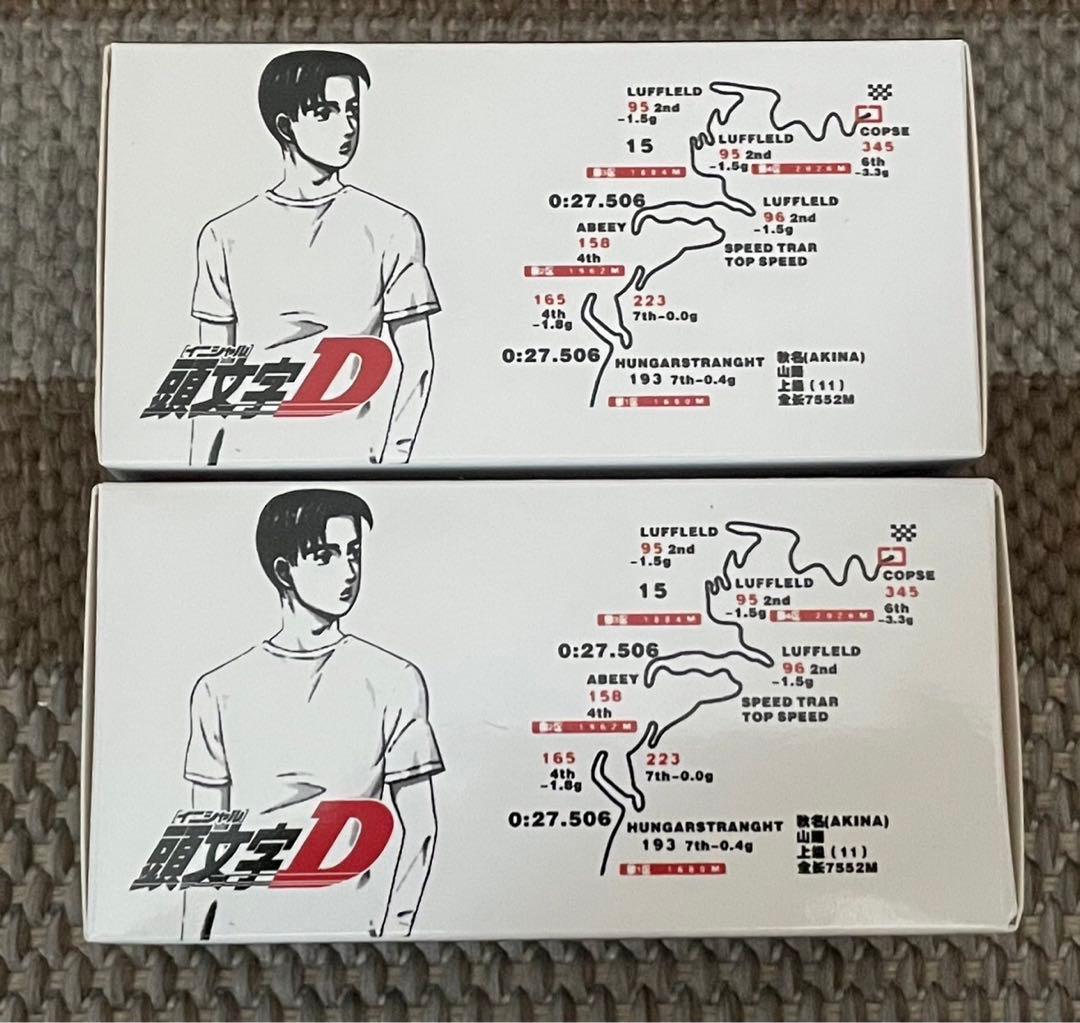 LUFFLELD
95 2nd
-1.5g
15
LUFFLELD
95 2nd
-1.5g
COPSE
345
6th
-3.3g
0:27.506
LUFFLELD
96 2nd
-1.5g
ABEEY
158
4th
1962M
SPEED TRAR
TOP SPEED
165
4th
-1.8g
223
7th-0.0g
0:27.506
HUNGARSTRANGHT
193 7th-0.4g
(AKINA)
山
上级(11)
全长7552M
[イニシャル]
頭文字D
LUFFLELD
95 2nd
-1.5g
15
LUFFLELD
95 2nd
-1.5g
COPSE
345
6th
-3.3g
0:27.506
LUFFLELD
96 2nd
-1.5g
ABEEY
158
4th
1962M
SPEED TRAR
TOP SPEED
165
4th
-1.8g
223
7th-0.0g
0:27.506
HUNGARSTRANGHT
193 7th-0.4g
(AKINA)
山
上级(11)
全长7552M
[イニシャル]
頭文字D